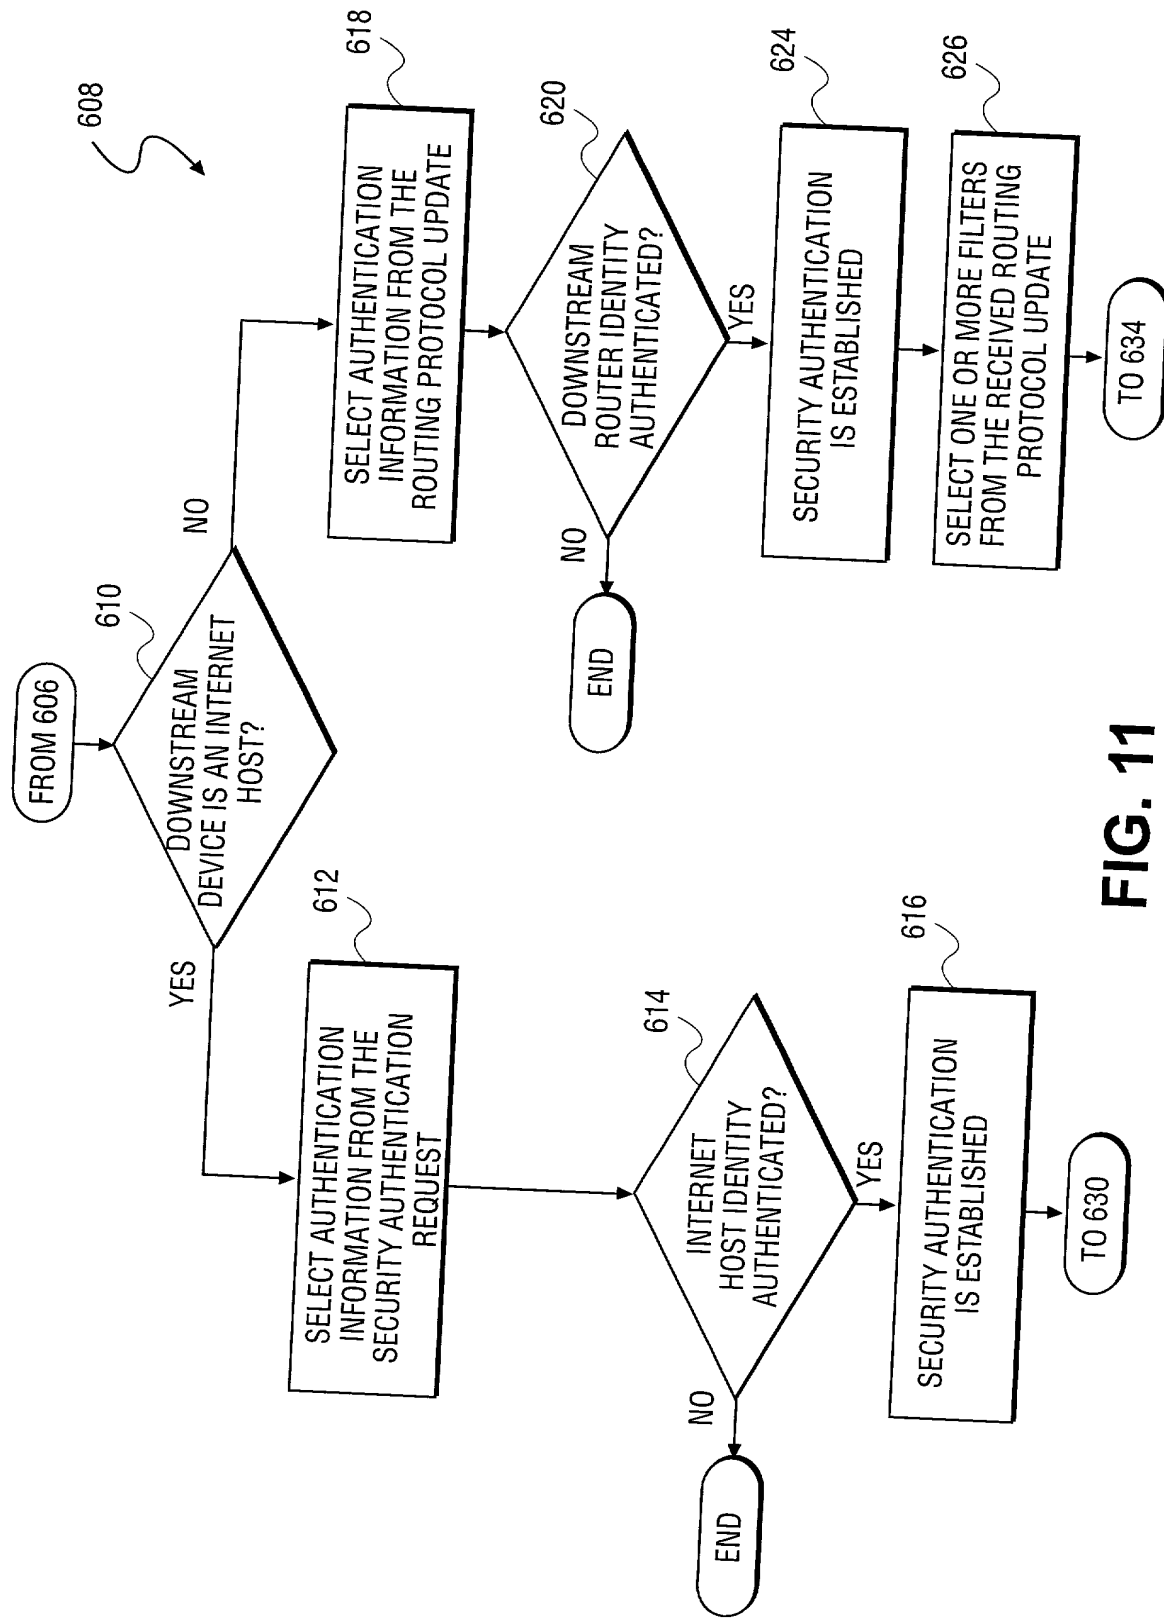 608
FROM 606
610
DOWNSTREAM
DEVICE IS AN INTERNET
HOST?
YES
NO
612
SELECT AUTHENTICATION
INFORMATION FROM THE
SECURITY AUTHENTICATION
REQUEST
614
INTERNET
HOST IDENTITY
AUTHENTICATED?
NO
END
YES
616
SECURITY AUTHENTICATION
IS ESTABLISHED
TO 630
618
SELECT AUTHENTICATION
INFORMATION FROM THE
ROUTING PROTOCOL UPDATE
620
DOWNSTREAM
ROUTER IDENTITY
AUTHENTICATED?
NO
END
YES
624
SECURITY AUTHENTICATION
IS ESTABLISHED
626
SELECT ONE OR MORE FILTERS
FROM THE RECEIVED ROUTING
PROTOCOL UPDATE
TO 634
FIG. 11